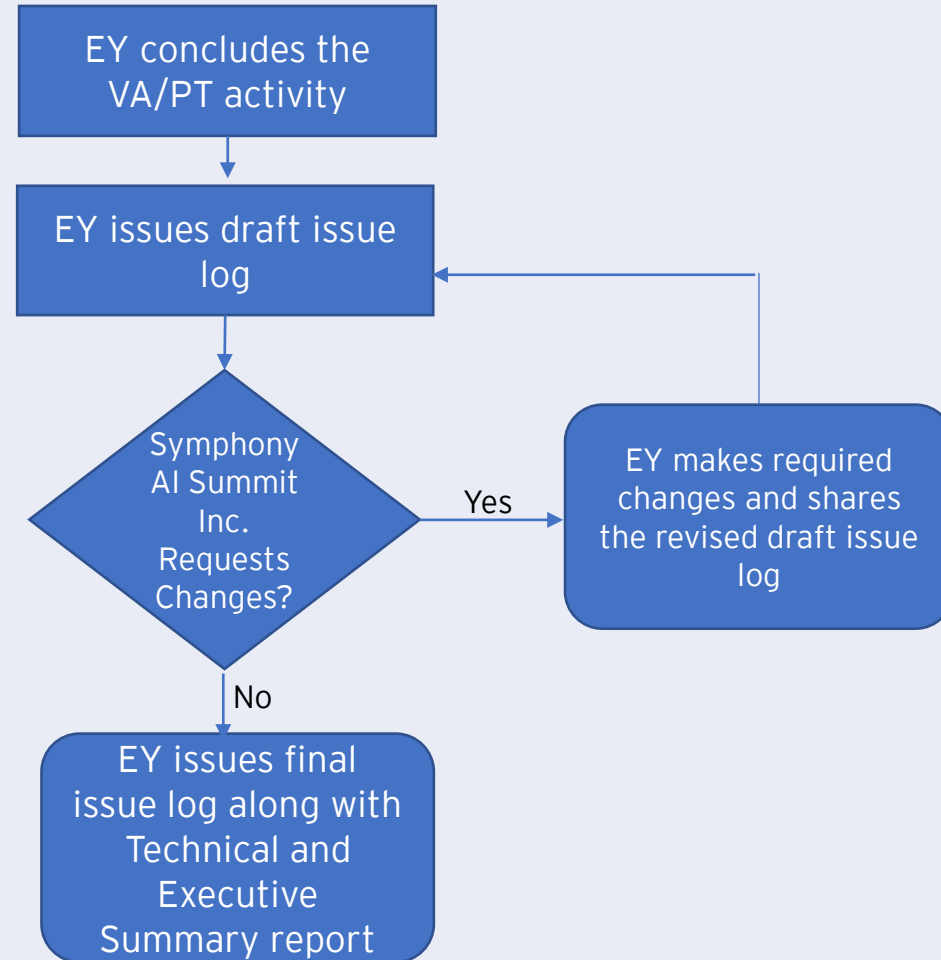 EY concludes the
VA/PT activity
EY issues draft issue
log
Symphony
AI Summit
Inc.
Requests
Changes?
Yes
EY makes required
changes and shares
the revised draft issue
log
No
EY issues final
issue log along with
Technical and
Executive
Summary report